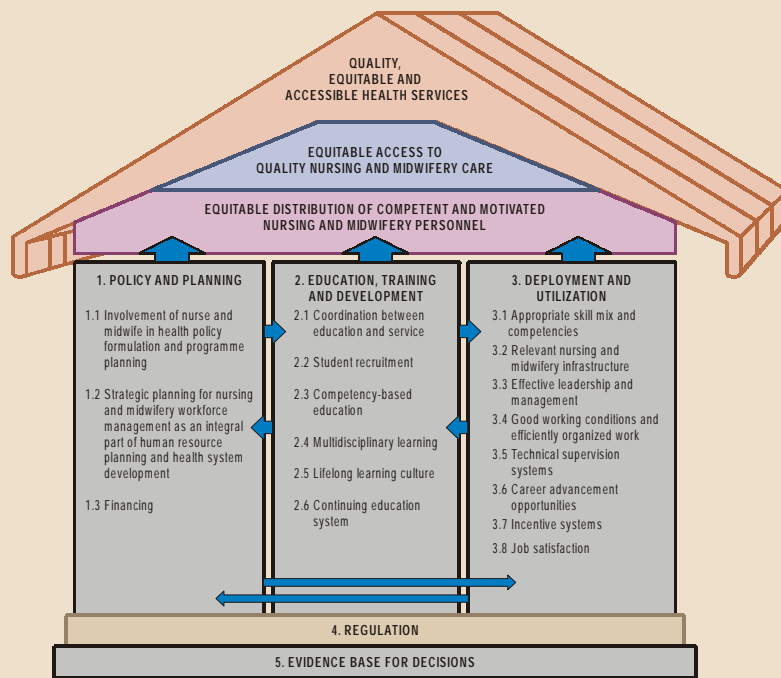 QUALITY,
EQUITABLE AND
ACCESSIBLE HEALTH SERVICES
EQUITABLE ACCESS TO
QUALITY NURSING AND MIDWIFERY CARE
EQUITABLE DISTRIBUTION OF COMPETENT AND MOTIVATED
NURSING AND MIDWIFERY PERSONNEL
1. POLICY AND PLANNING
1.1 Involvement of nurse and
midwife in health policy
formulation and programme
planning
1.2 Strategic planning for nursing
and midwifery workforce
management as an integral
part of human resource
planning and health system
development
1.3 Financing
2. EDUCATION, TRAINING
AND DEVELOPMENT
2.1 Coordination between
education and service
2.2 Student recruitment
2.3 Competency-based
education
2.4 Multidisciplinary learning
2.5 Lifelong learning culture
2.6 Continuing education
system
3. DEPLOYMENT AND
UTILIZATION
3.1 Appropriate skill mix and
competencies
3.2 Relevant nursing and
midwifery infrastructure
3.3 Effective leadership and
management
3.4 Good working conditions and
efficiently organized work
3.5 Technical supervision
systems
3.6 Career advancement
opportunities
3.7 Incentive systems
3.8 Job satisfaction
4. REGULATION
5. EVIDENCE BASE FOR DECISIONS